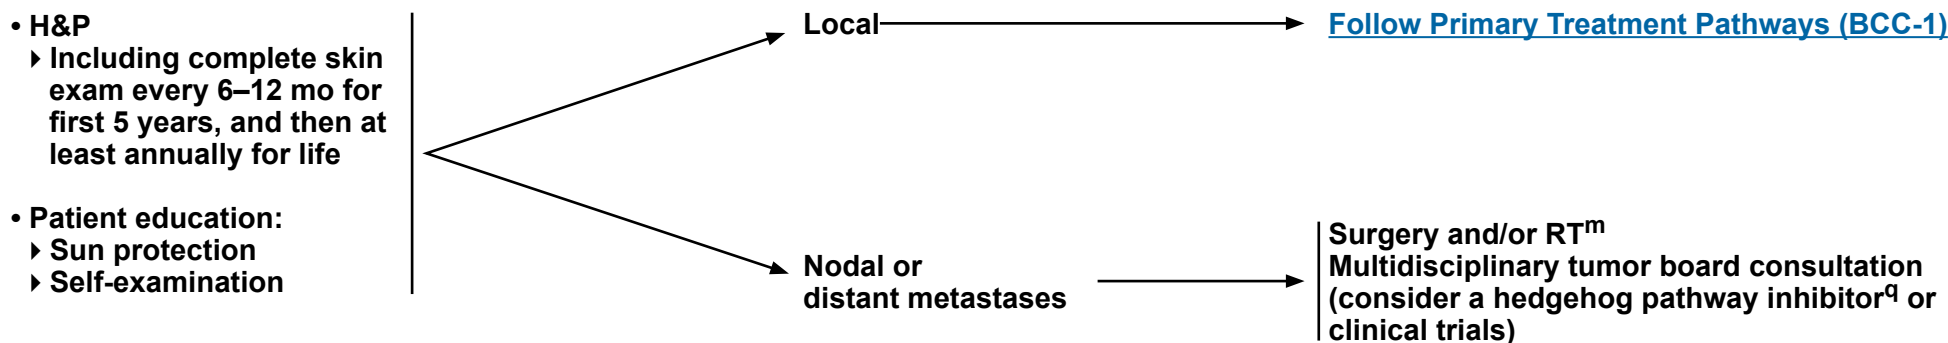 • H&P
▸ Including complete skin
exam every 6–12 mo for
first 5 years, and then at
least annually for life
• Patient education:
▸ Sun protection
▸ Self-examination
Local
Follow Primary Treatment Pathways (BCC-1)
Nodal or
distant metastases
Surgery and/or RTᵐ
Multidisciplinary tumor board consultation
(consider a hedgehog pathway inhibitor^q or
clinical trials)